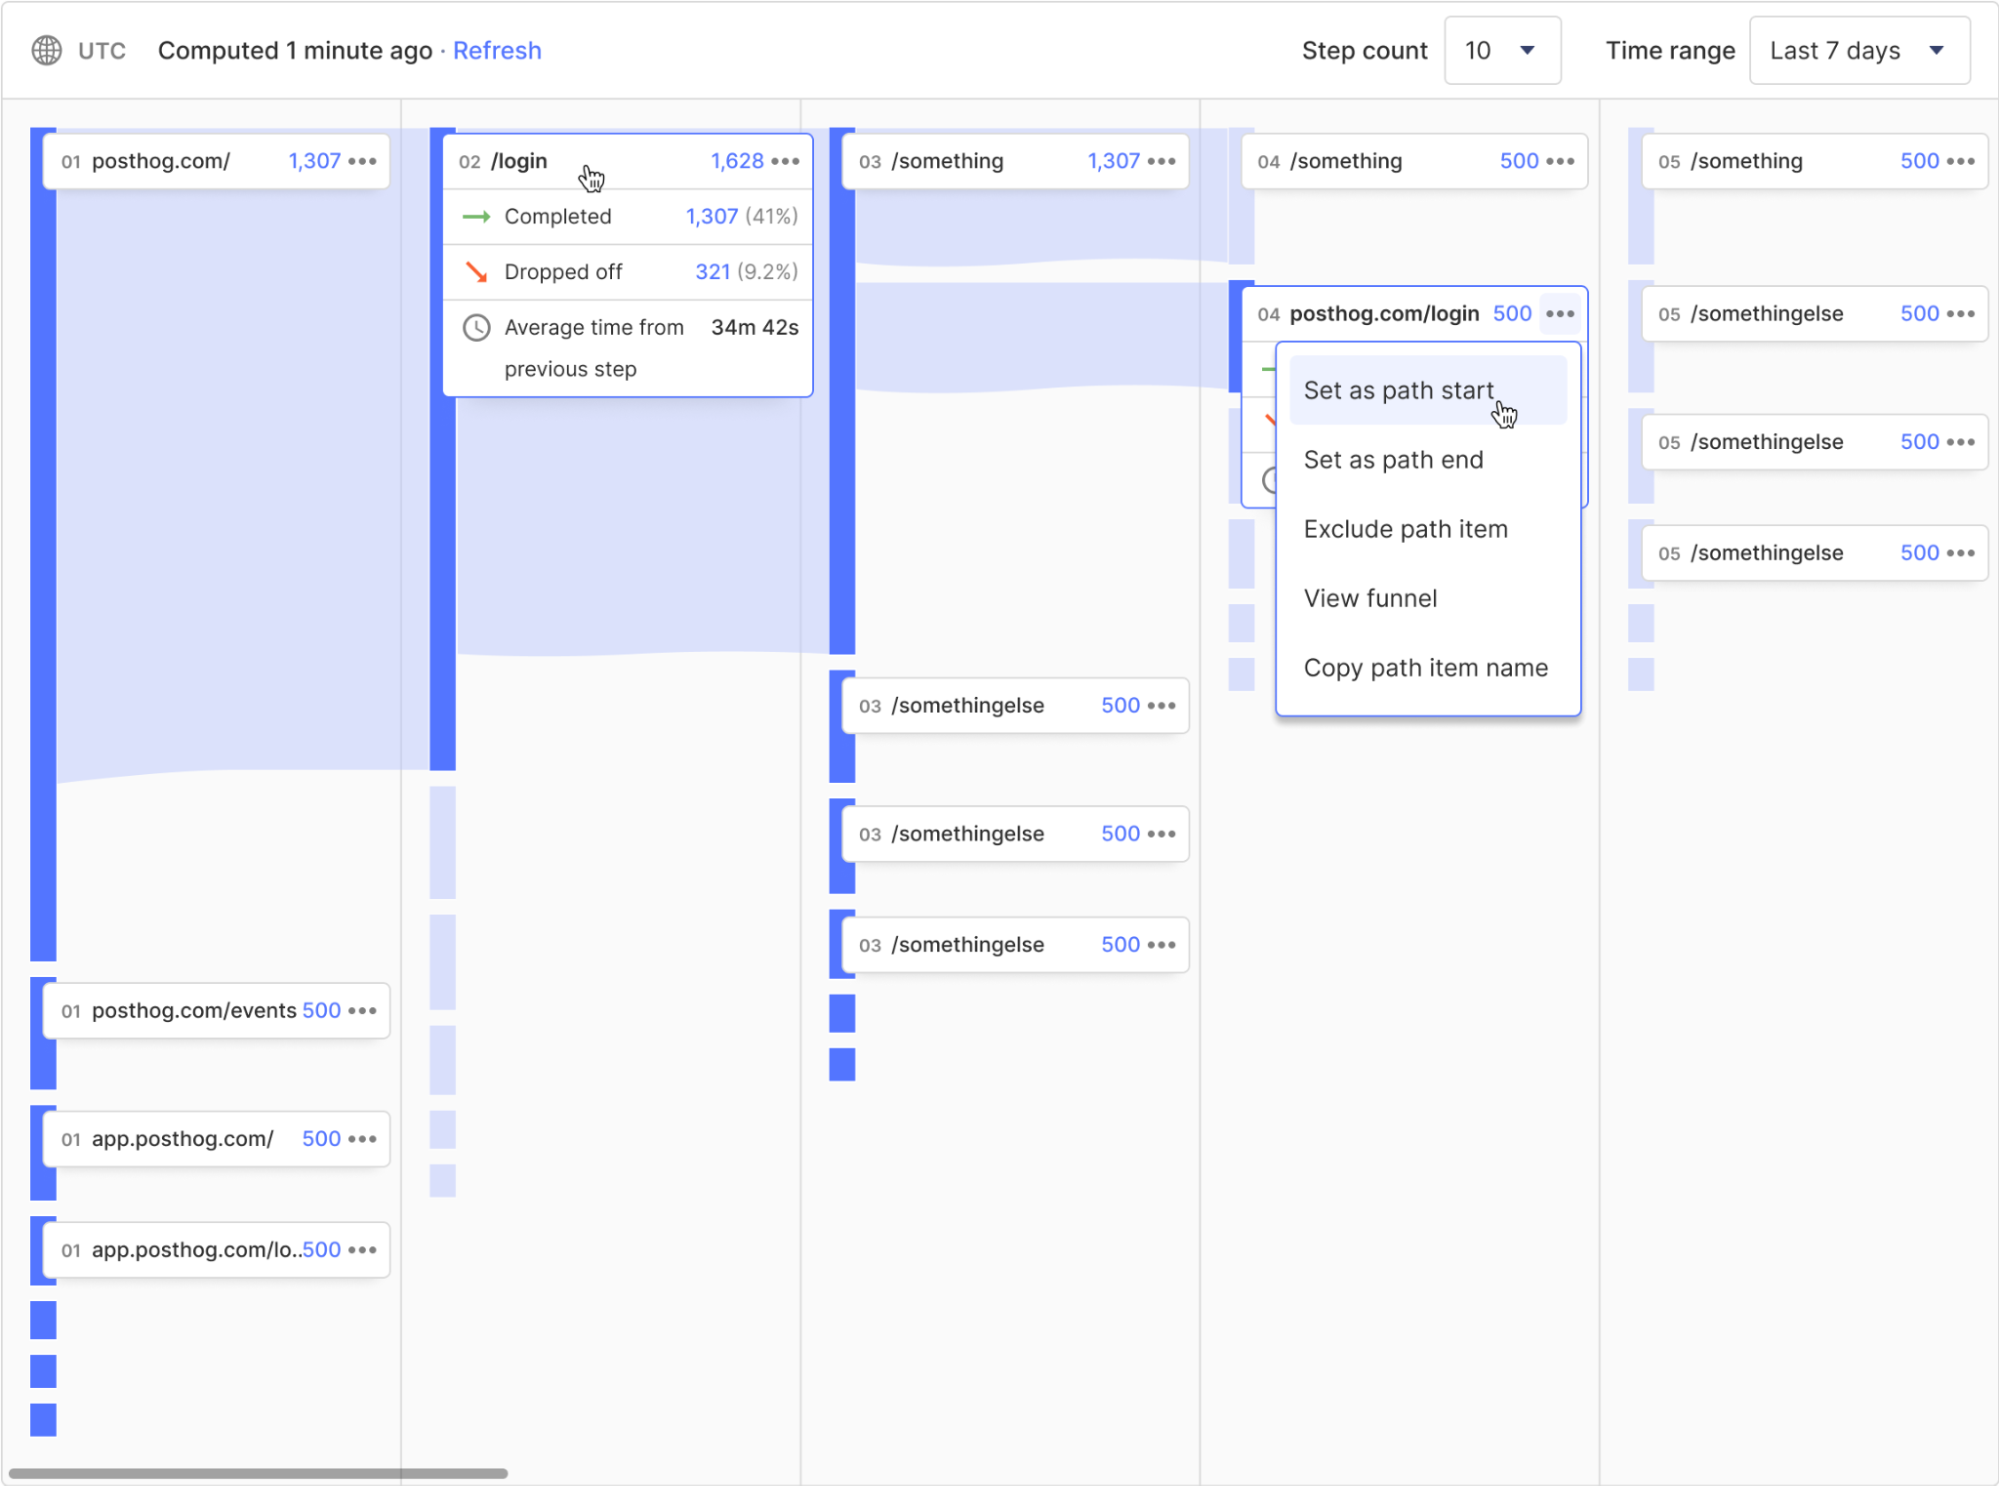 UTC Computed 1 minute ago · Refresh Step count 10 Time range Last 7 days
01 posthog.com/ 1,307 •••
01 posthog.com/events 500 •••
01 app.posthog.com/ 500 •••
01 app.posthog.com/lo.. 500 •••
02 /login 1,628 •••
Completed 1,307 (41%)
Dropped off 321 (9.2%)
Average time from 34m 42s
previous step
03 /something 1,307 •••
03 /somethingelse 500 •••
03 /somethingelse 500 •••
03 /somethingelse 500 •••
04 /something 500 •••
04 posthog.com/login 500 •••
Set as path start
Set as path end
Exclude path item
View funnel
Copy path item name
05 /something 500 •••
05 /somethingelse 500 •••
05 /somethingelse 500 •••
05 /somethingelse 500 •••